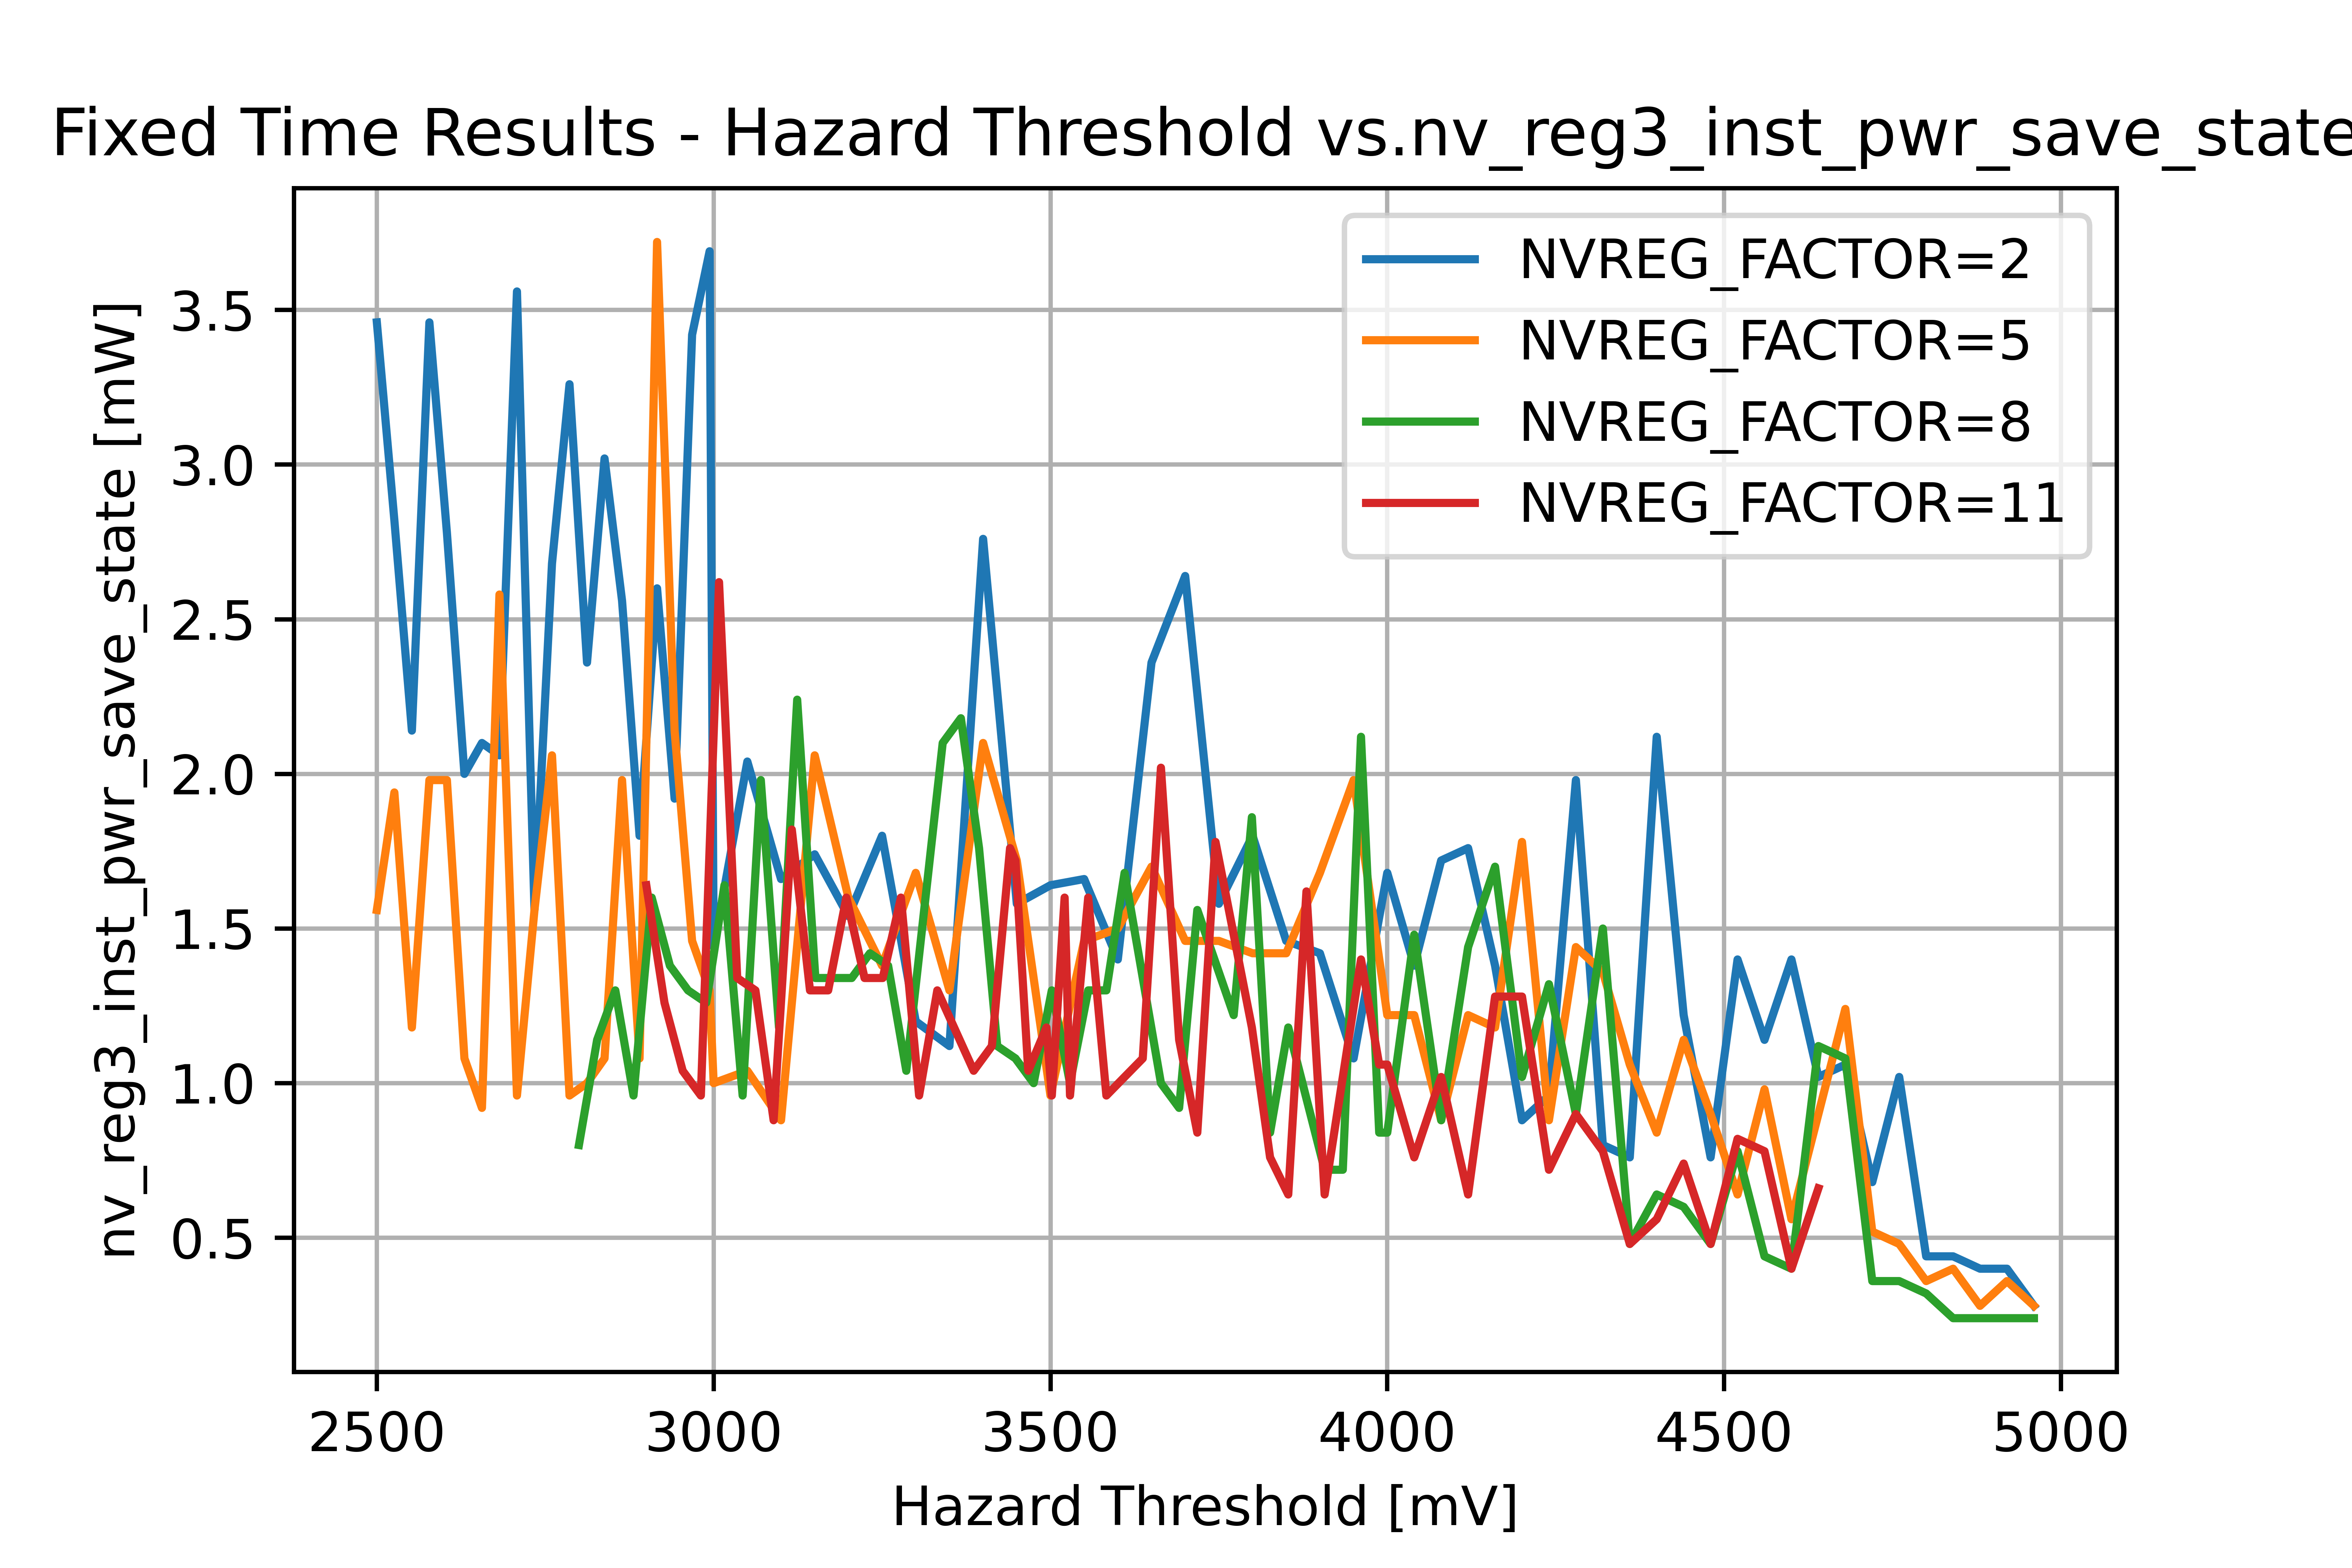 Fixed Time Results - Hazard Threshold vs.nv_reg3_inst_pwr_save_state
nv_reg3_inst_pwr_save_state [mW]
3.5
3.0
2.5
2.0
1.5
1.0
0.5
NVREG_FACTOR=2
NVREG_FACTOR=5
NVREG_FACTOR=8
NVREG_FACTOR=11
2500 3000 3500 4000 4500 5000
Hazard Threshold [mV]